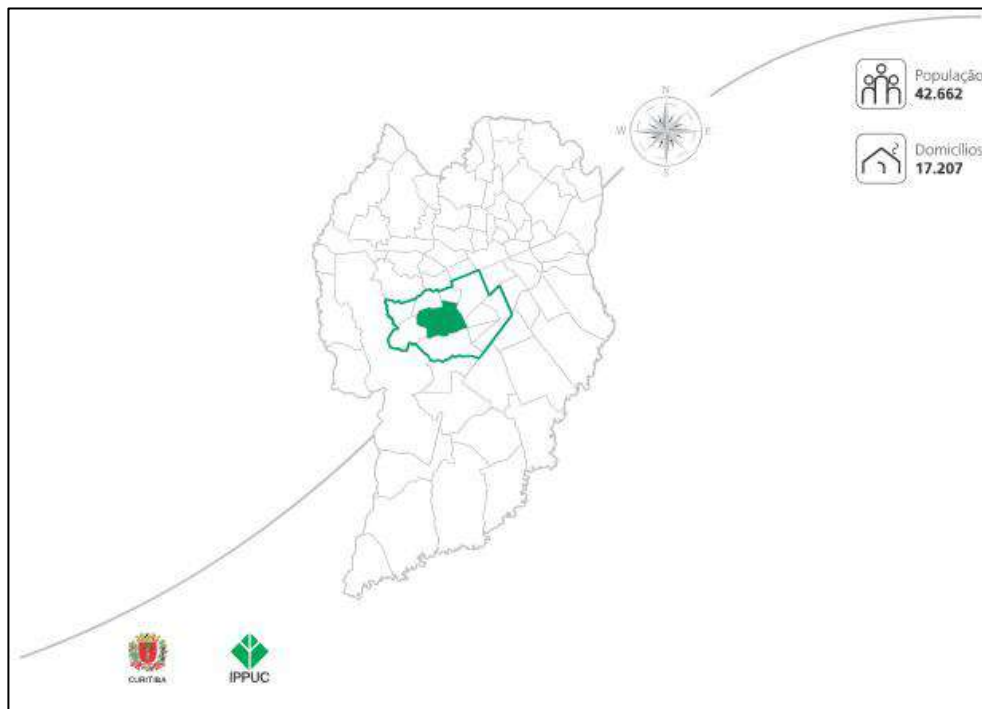 População
42.662
N
W E
S
Domicílios
17.207
CURITIBA
IPPUC